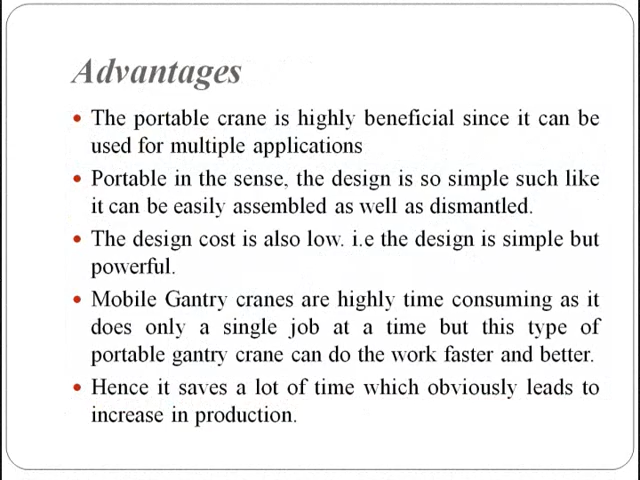 Advantages
• The portable crane is highly beneficial since it can be
used for multiple applications
• Portable in the sense, the design is so simple such like
it can be easily assembled as well as dismantled.
• The design cost is also low. i.e the design is simple but
powerful.
• Mobile Gantry cranes are highly time consuming as it
does only a single job at a time but this type of
portable gantry crane can do the work faster and better.
• Hence it saves a lot of time which obviously leads to
increase in production.